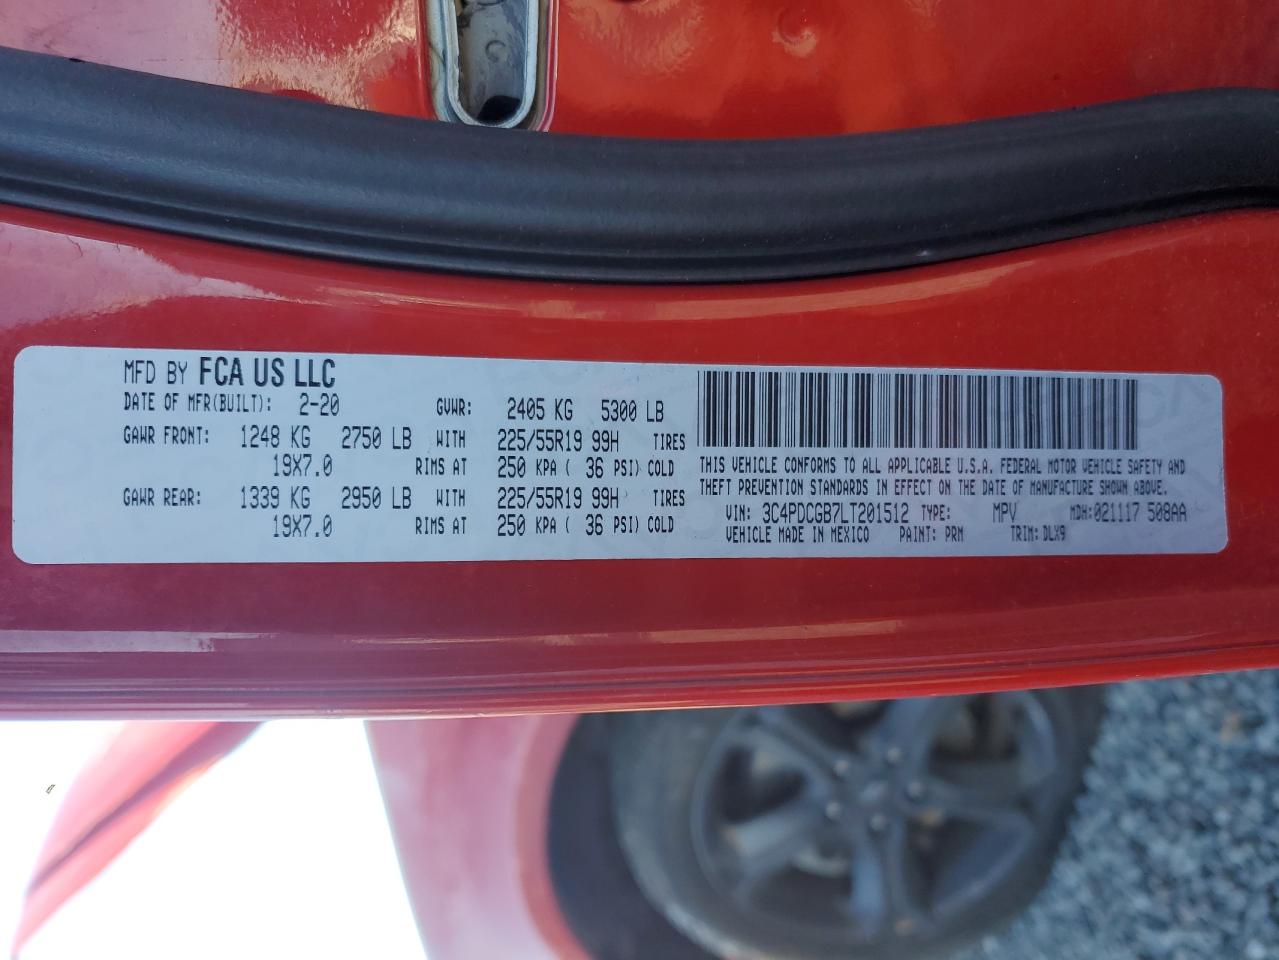 MFD BY FCA US LLC
DATE OF MFR(BUILT): 2-20 GVWR: 2405 KG 5300 LB
GAWR FRONT: 1248 KG 2750 LB WITH 225/55R19 99H TIRES
19X7.0 RIMS AT 250 KPA ( 36 PSI) COLD
GAWR REAR: 1339 KG 2950 LB WITH 225/55R19 99H TIRES
19X7.0 RIMS AT 250 KPA ( 36 PSI) COLD
THIS VEHICLE CONFORMS TO ALL APPLICABLE U.S.A. FEDERAL MOTOR VEHICLE SAFETY AND
THEFT PREVENTION STANDARDS IN EFFECT ON THE DATE OF MANUFACTURE SHOWN ABOVE.
VIN: 3C4PDCGB7LT201512 TYPE: MPV MDH: 021117 508AA
VEHICLE MADE IN MEXICO PAINT: PRM TRIM: DLX9